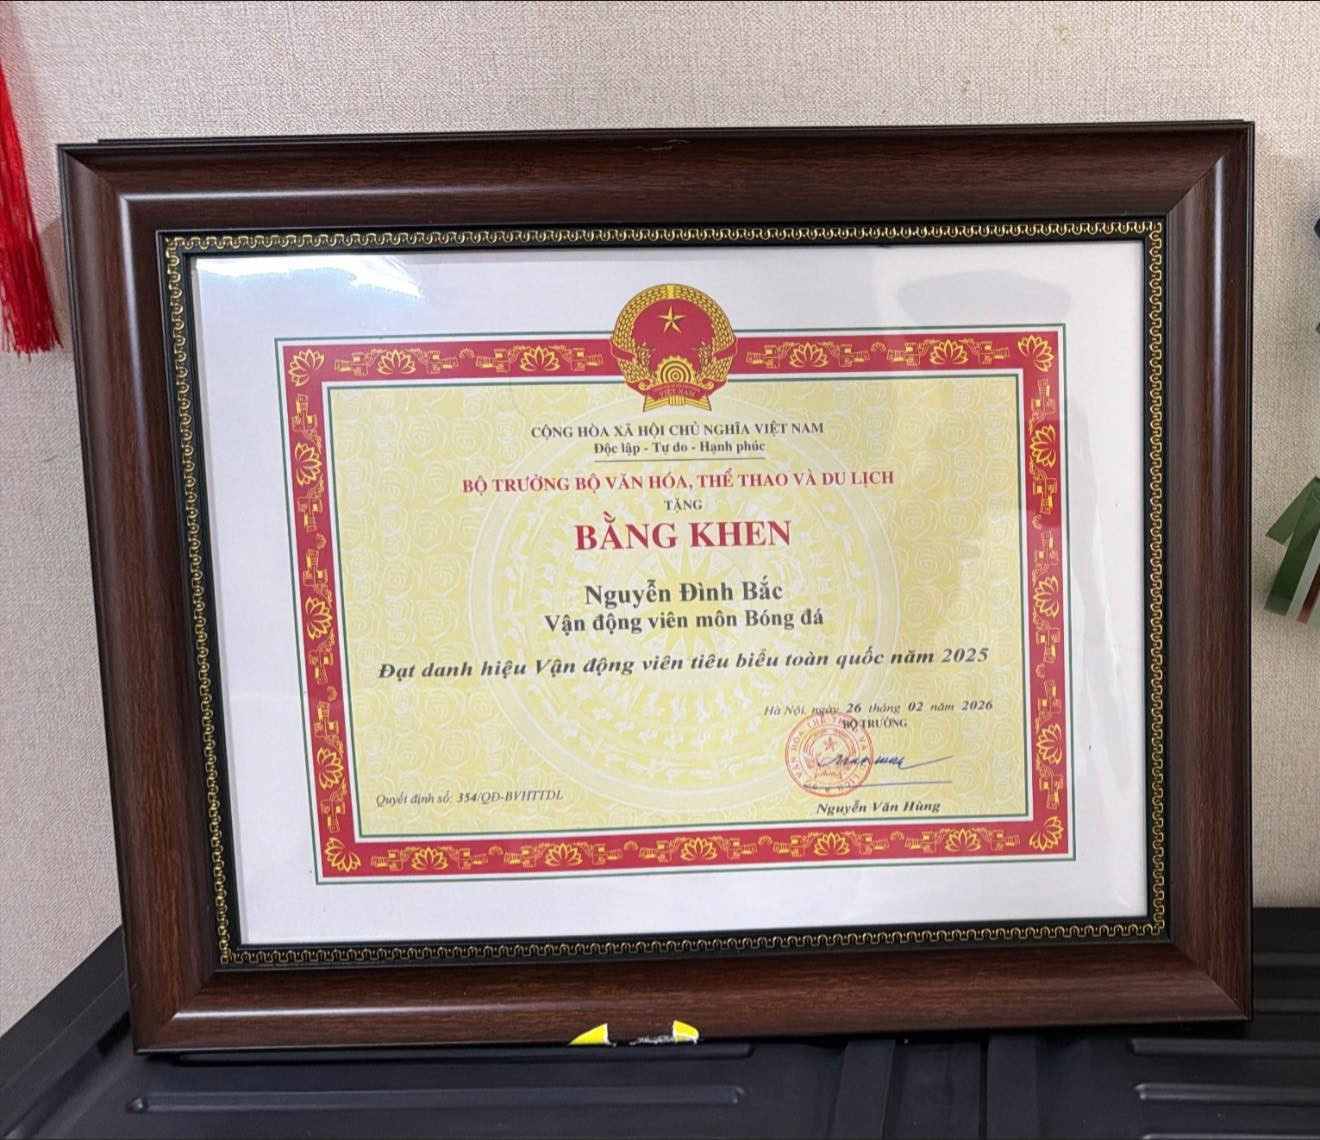 VIỆT NAM
CỘNG HÒA XÃ HỘI CHỦ NGHĨA VIỆT NAM
Độc lập - Tự do - Hạnh phúc
BỘ TRƯỞNG BỘ VĂN HÓA, THỂ THAO VÀ DU LỊCH
TẶNG
BẰNG KHEN
Nguyễn Đình Bắc
Vận động viên môn Bóng đá
Đạt danh hiệu Vận động viên tiêu biểu toàn quốc năm 2025
Hà Nội, ngày 26 tháng 02 năm 2026
BỘ TRƯỞNG
Quyết định số: 354/QĐ-BVHTTDL
Nguyễn Văn Hùng